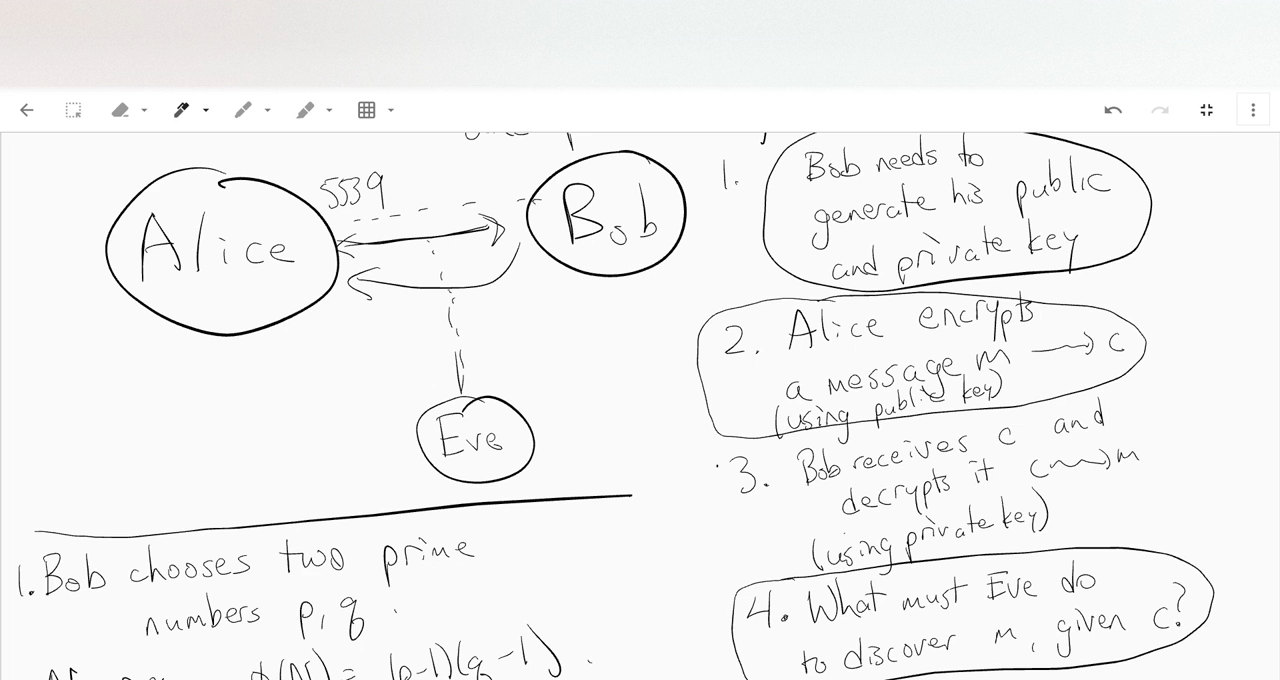 5539
Alice
Bob
Eve
1. Bob chooses two prime
numbers p, q.
φ(N) = (p-1)(q-1).
1. Bob needs to
generate his public
and private key
2. Alice encrypts
a message m → c
(using public key)
3. Bob receives c and
decrypts it c⇝m
(using private key)
4. What must Eve do
to discover m, given c?